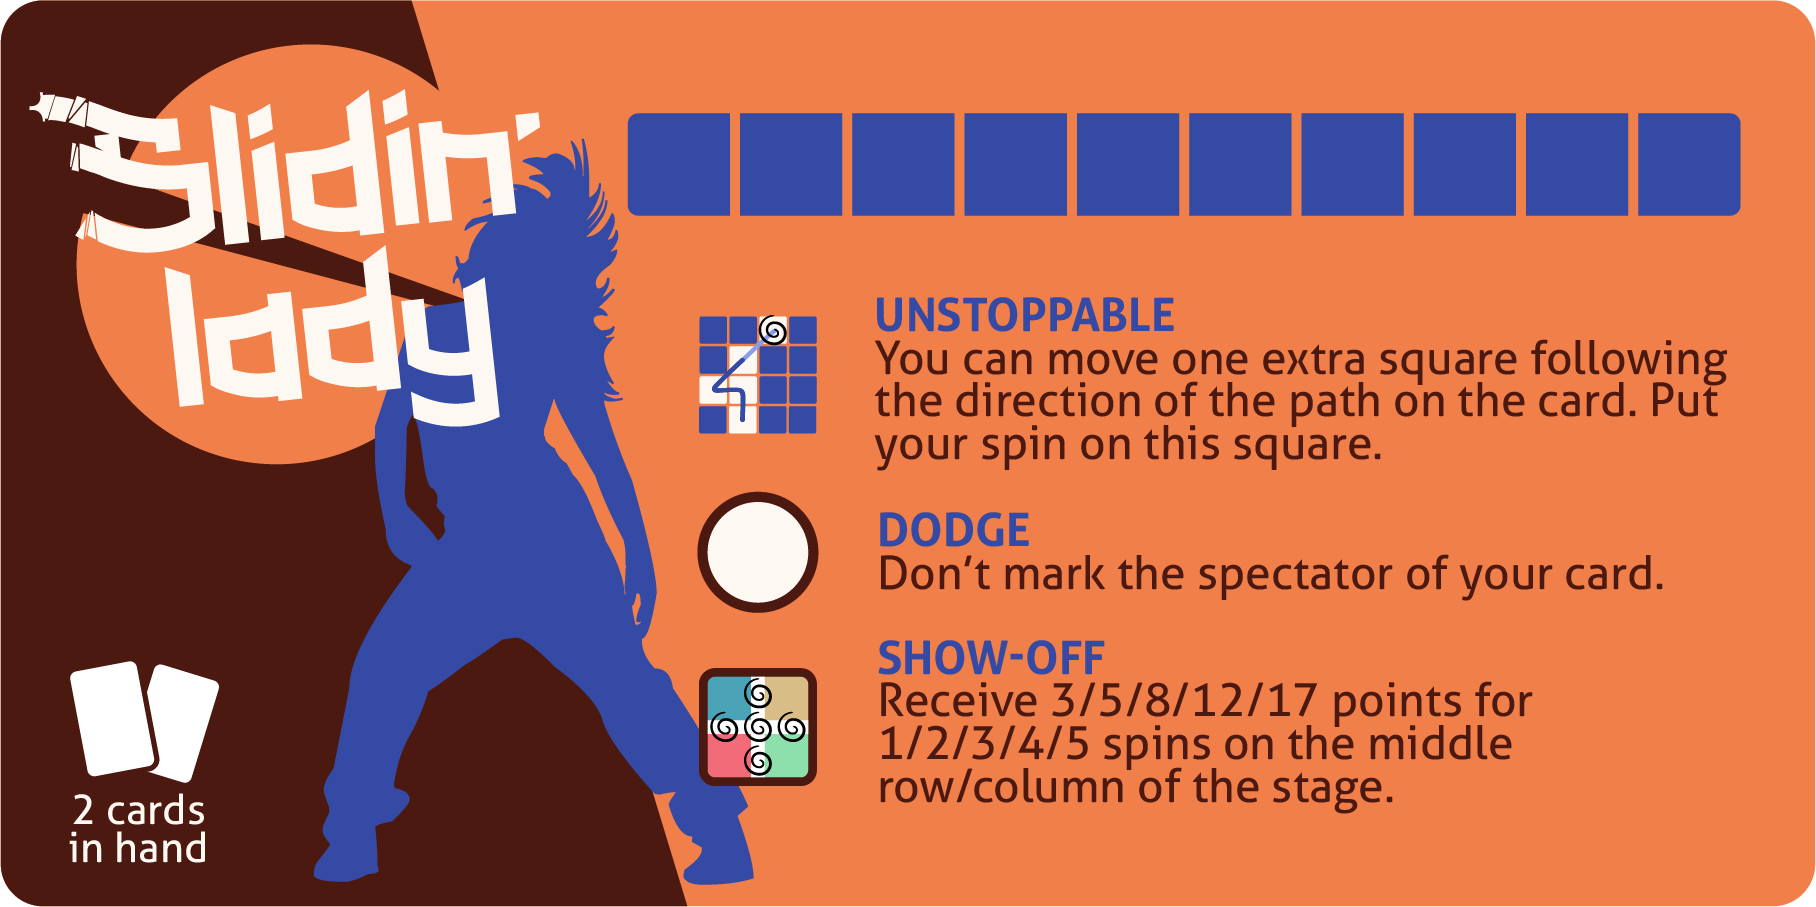 Slidin'
lady
UNSTOPPABLE
You can move one extra square following
the direction of the path on the card. Put
your spin on this square.
DODGE
Don’t mark the spectator of your card.
SHOW-OFF
Receive 3/5/8/12/17 points for
1/2/3/4/5 spins on the middle
row/column of the stage.
2 cards
in hand